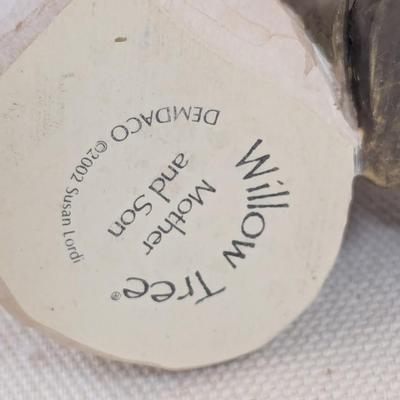 Willow Tree®
Mother
and Son
DEMDACO ©2002 Susan Lordi